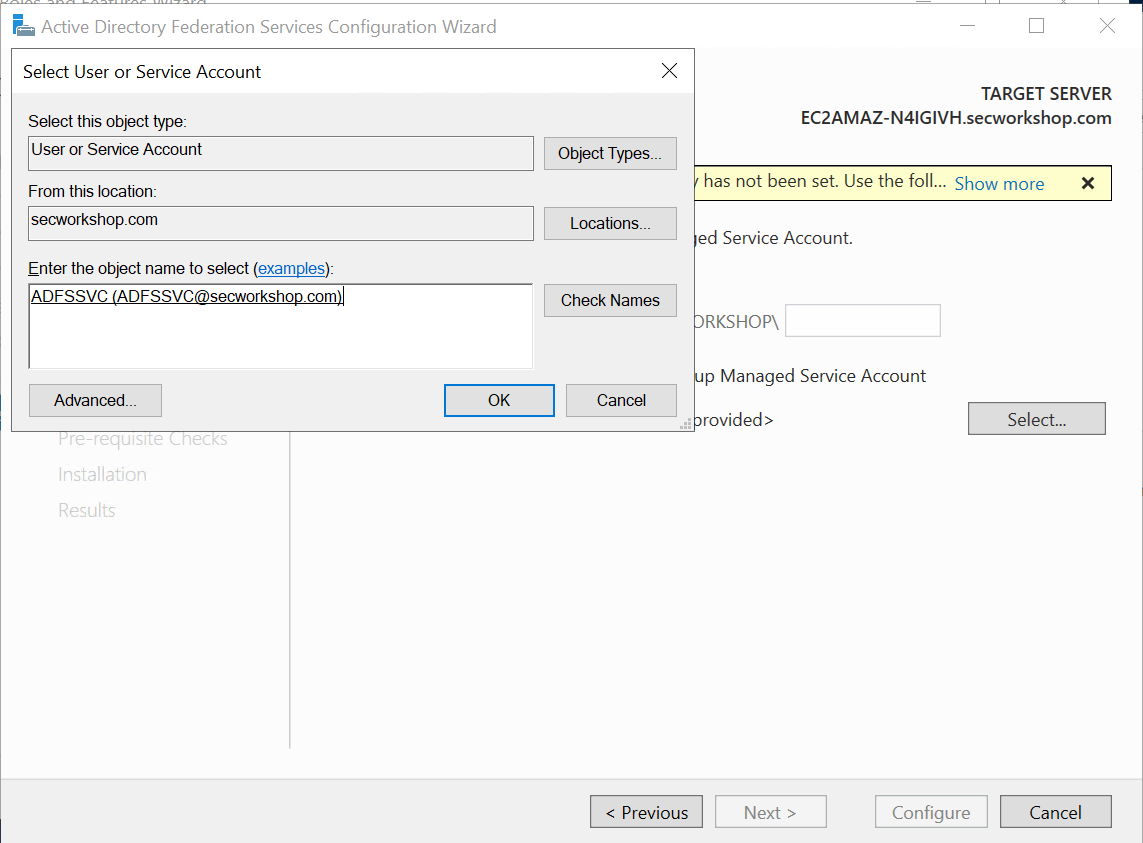 Roles and Features Wizard
Active Directory Federation Services Configuration Wizard
Select User or Service Account
Select this object type:
User or Service Account
Object Types...
From this location:
secworkshop.com
Locations...
Enter the object name to select (examples):
ADFSSVC (ADFSSVC@secworkshop.com)
Check Names
Advanced...
OK
Cancel
TARGET SERVER
EC2AMAZ-N4IGIVH.secworkshop.com
y has not been set. Use the foll... Show more
ged Service Account.
ORKSHOP\
up Managed Service Account
provided>
Select...
Pre-requisite Checks
Installation
Results
< Previous
Next >
Configure
Cancel